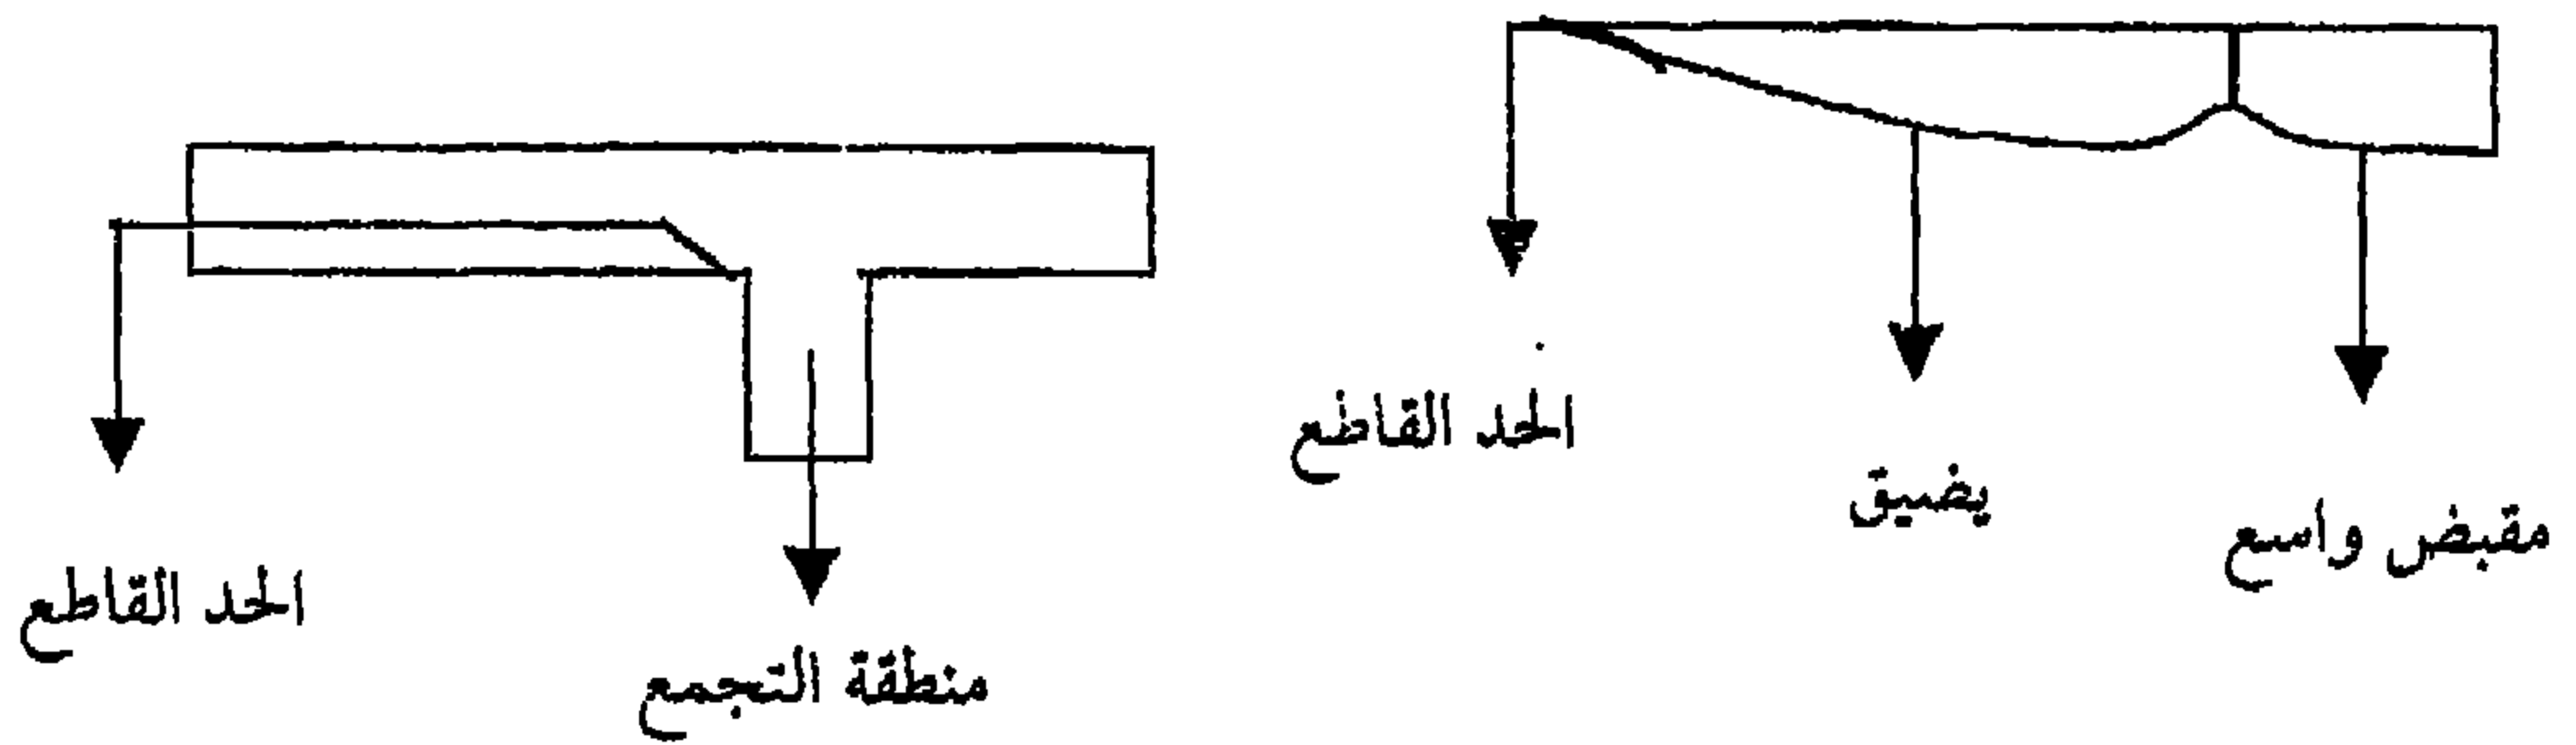 الحد القاطع
يضيق
مقبض واسع
الحد القاطع
منطقة التجمع